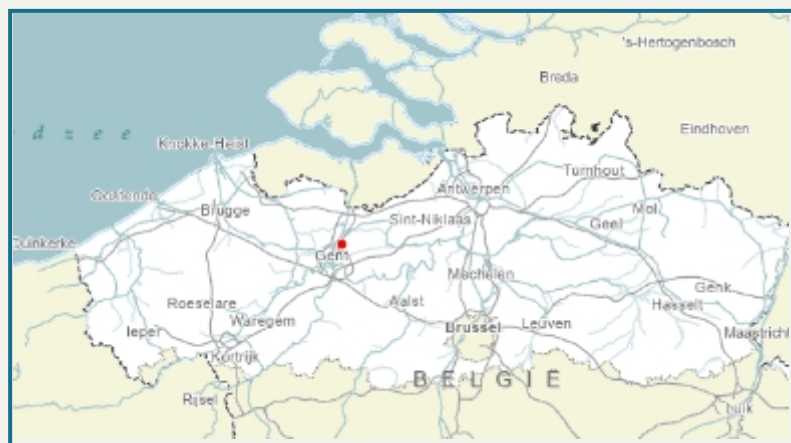 's-Hertogenbosch
Breda
d z e e
Eindhoven
Knokke-Heist
Turnhout
Antwerpen
Oostende
Mol
Brugge
Sint-Niklaas
Geel
Duinkerke
Gent
Mechelen
Genk
Roeselare
Aalst
Hasselt
Waregem
Ieper
Brussel
Leuven
Maastricht
Kortrijk
BELGIË
Rijsel
Luik